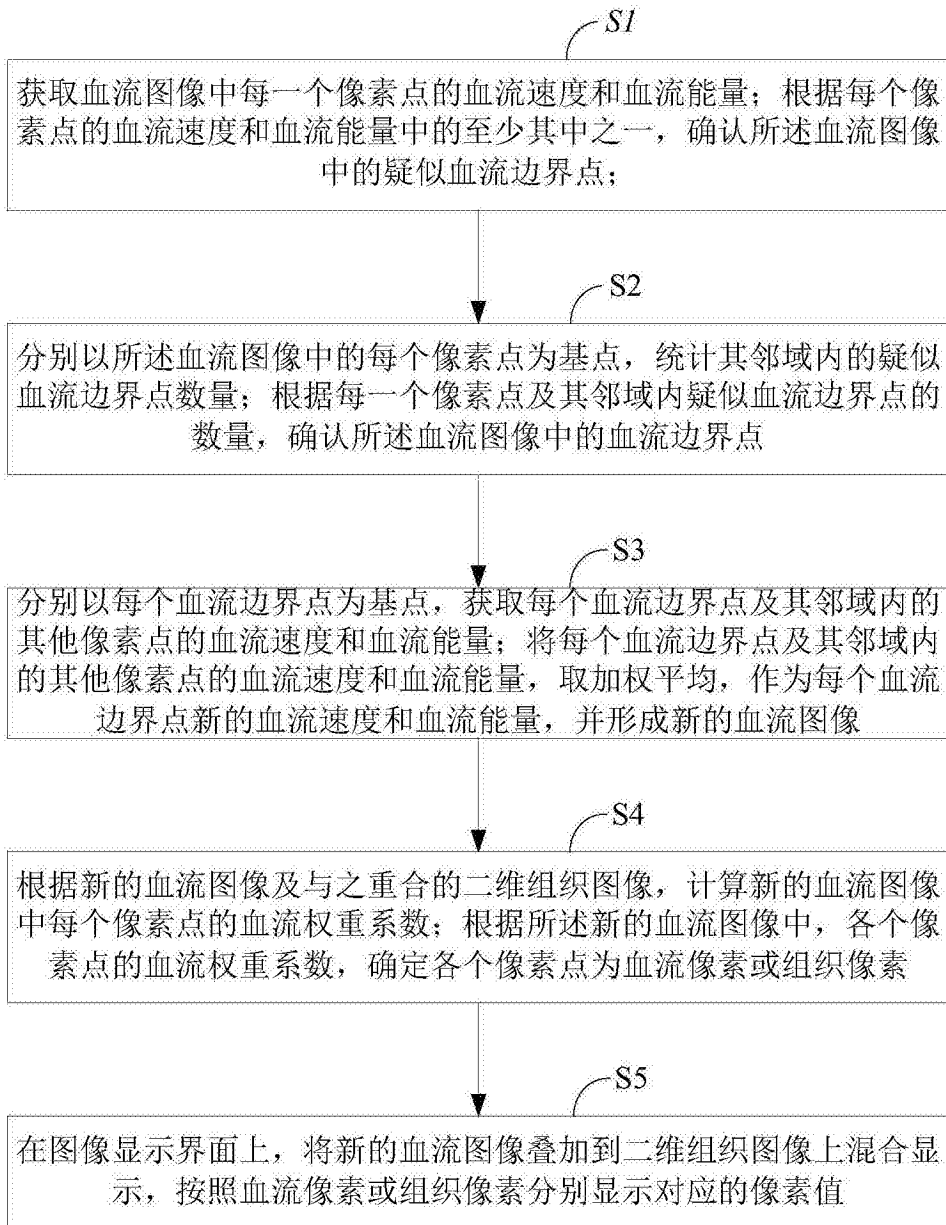 S1
获取血流图像中每一个像素点的血流速度和血流能量；根据每个像
素点的血流速度和血流能量中的至少其中之一，确认所述血流图像
中的疑似血流边界点；
S2
分别以所述血流图像中的每个像素点为基点，统计其邻域内的疑似
血流边界点数量；根据每一个像素点及其邻域内疑似血流边界点的
数量，确认所述血流图像中的血流边界点
S3
分别以每个血流边界点为基点，获取每个血流边界点及其邻域内的
其他像素点的血流速度和血流能量；将每个血流边界点及其邻域内
的其他像素点的血流速度和血流能量，取加权平均，作为每个血流
边界点新的血流速度和血流能量，并形成新的血流图像
S4
根据新的血流图像及与之重合的二维组织图像，计算新的血流图像
中每个像素点的血流权重系数；根据所述新的血流图像中，各个像
素点的血流权重系数，确定各个像素点为血流像素或组织像素
S5
在图像显示界面上，将新的血流图像叠加到二维组织图像上混合显
示，按照血流像素或组织像素分别显示对应的像素值